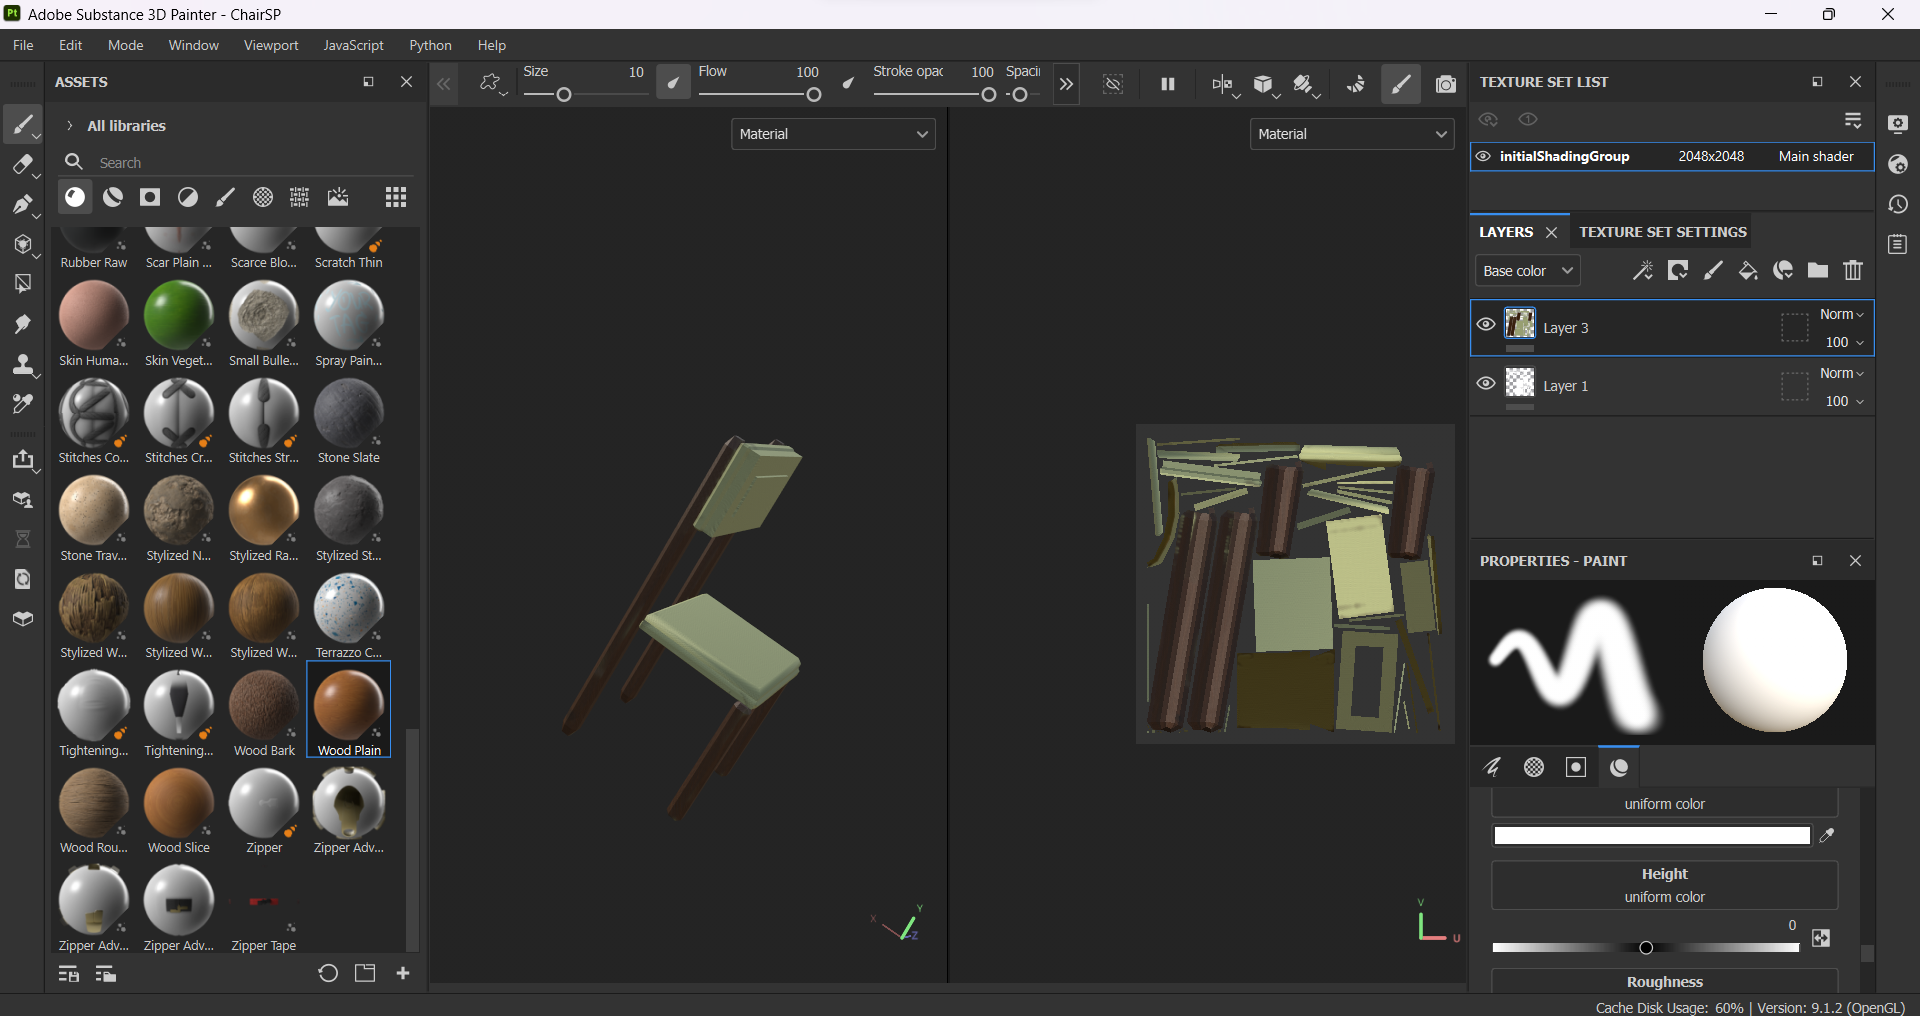 Pt Adobe Substance 3D Painter - ChairSP
File Edit Mode Window Viewport JavaScript Python Help
ASSETS
All libraries
Search
Rubber Raw Scar Plain ... Scarce Blo... Scratch Thin
Skin Huma... Skin Veget... Small Bulle... Spray Pain...
Stitches Co... Stitches Cr... Stitches Str... Stone Slate
Stone Trav... Stylized N... Stylized Ra... Stylized St...
Stylized W... Stylized W... Stylized W... Terrazzo C...
Tightening... Tightening... Wood Bark Wood Plain
Wood Rou... Wood Slice Zipper Zipper Adv...
Zipper Adv... Zipper Adv... Zipper Tape
Size 10 Flow 100 Stroke opac 100 Spaci
Material
Material
X Y Z
V U
TEXTURE SET LIST
initialShadingGroup 2048x2048 Main shader
LAYERS TEXTURE SET SETTINGS
Base color
Layer 3 Norm 100
Layer 1 Norm 100
PROPERTIES - PAINT
uniform color
Height
uniform color
0
Roughness
Cache Disk Usage: 60% | Version: 9.1.2 (OpenGL)